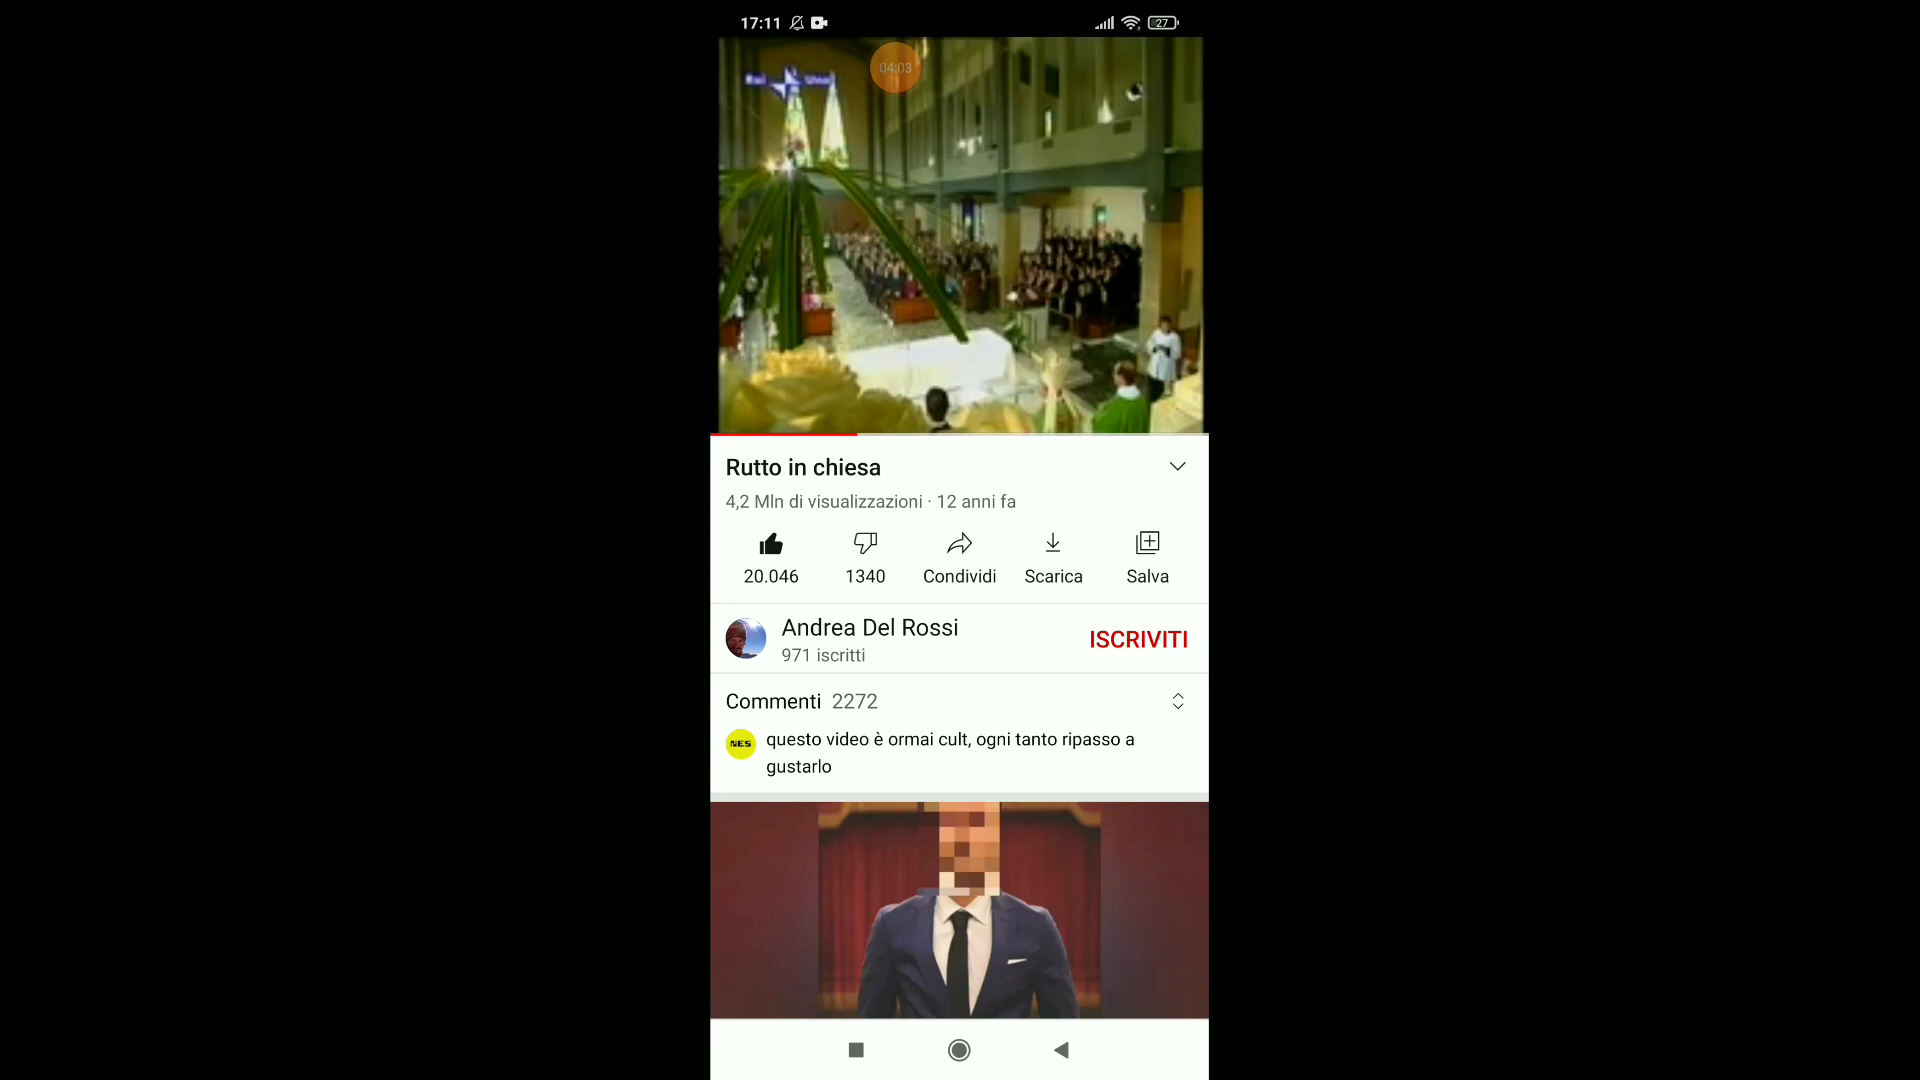 17:11
27
04:03
Rai Uno
Rutto in chiesa
4,2 Mln di visualizzazioni · 12 anni fa
20.046 1340 Condividi Scarica Salva
Andrea Del Rossi
971 iscritti
ISCRIVITI
Commenti 2272
NES
questo video è ormai cult, ogni tanto ripasso a
gustarlo